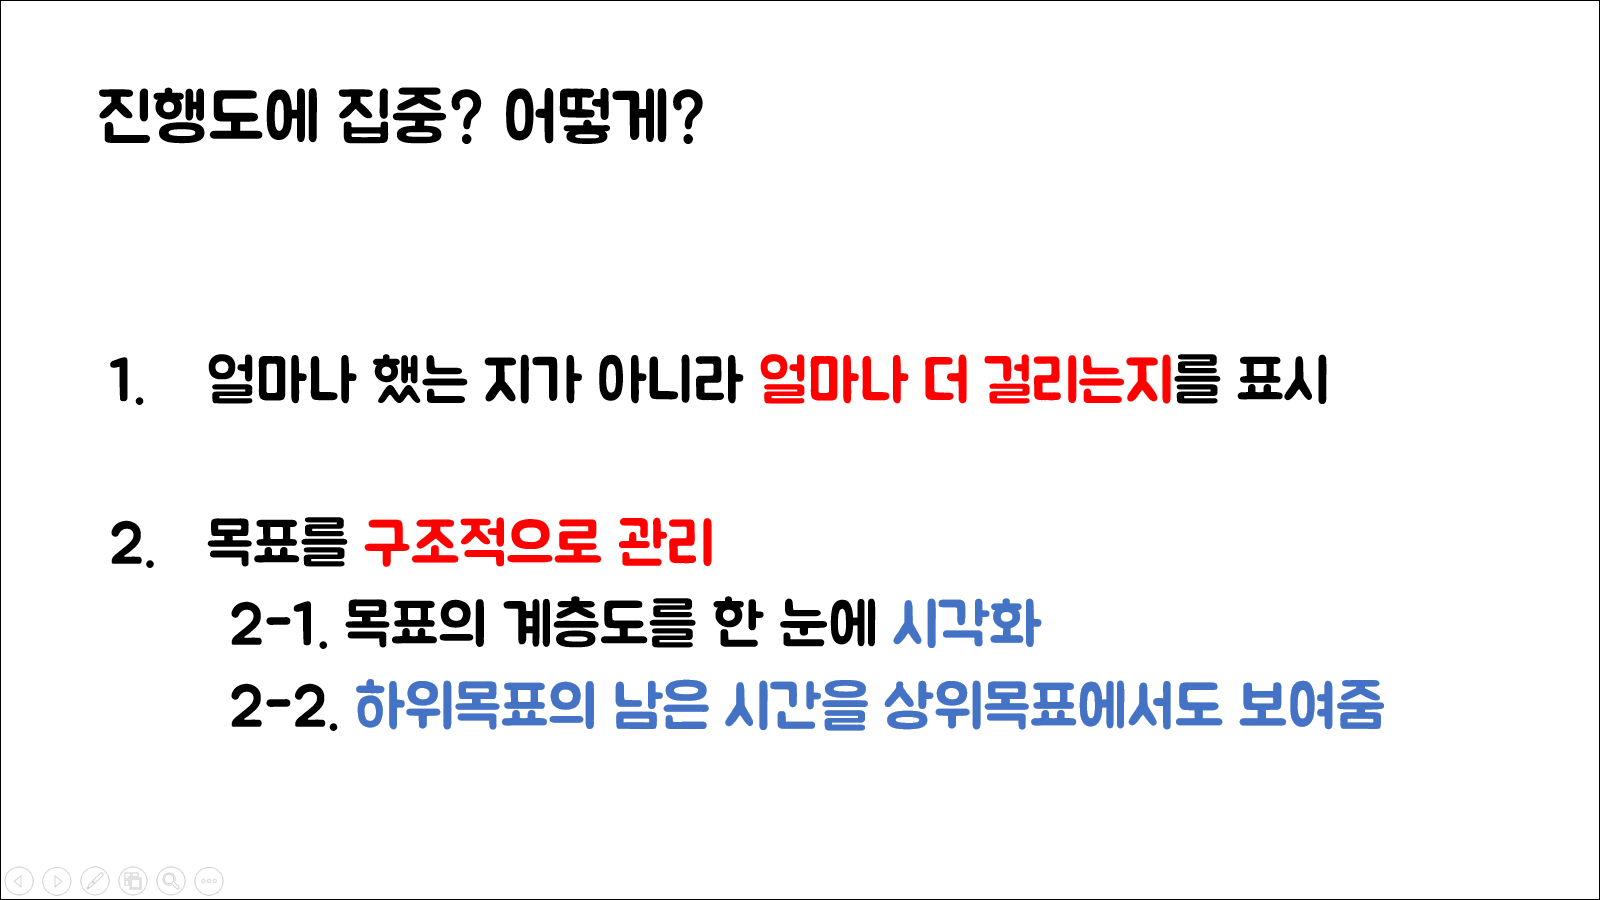 진행도에 집중? 어떻게?
1. 얼마나 했는 지가 아니라 얼마나 더 걸리는지를 표시
2. 목표를 구조적으로 관리
2-1. 목표의 계층도를 한 눈에 시각화
2-2. 하위목표의 남은 시간을 상위목표에서도 보여줌